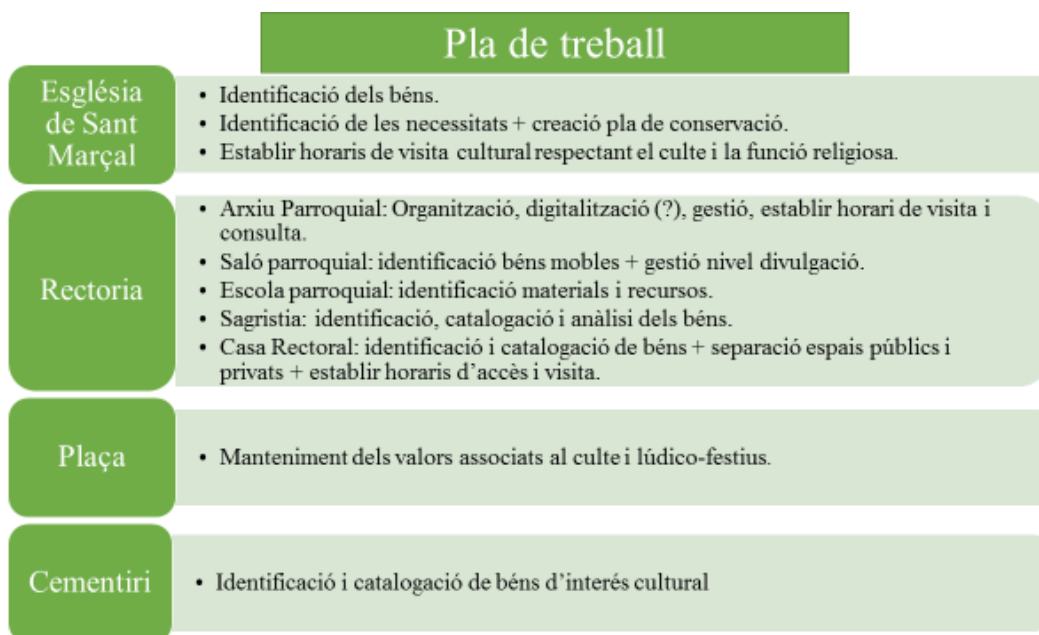 Pla de treball
Església
de Sant
Marçal
• Identificació dels béns.
• Identificació de les necessitats + creació pla de conservació.
• Establir horaris de visita cultural respectant el culte i la funció religiosa.
Rectoria
• Arxiu Parroquial: Organització, digitalització (?), gestió, establir horari de visita i
consulta.
• Saló parroquial: identificació béns mobles + gestió nivell divulgació.
• Escola parroquial: identificació materials i recursos.
• Sagristia: identificació, catalogació i anàlisi dels béns.
• Casa Rectoral: identificació i catalogació de béns + separació espais públics i
privats + establir horaris d’accès i visita.
Plaça
• Manteniment dels valors associats al culte i lúdico-festius.
Cementiri
• Identificació i catalogació de béns d’interés cultural